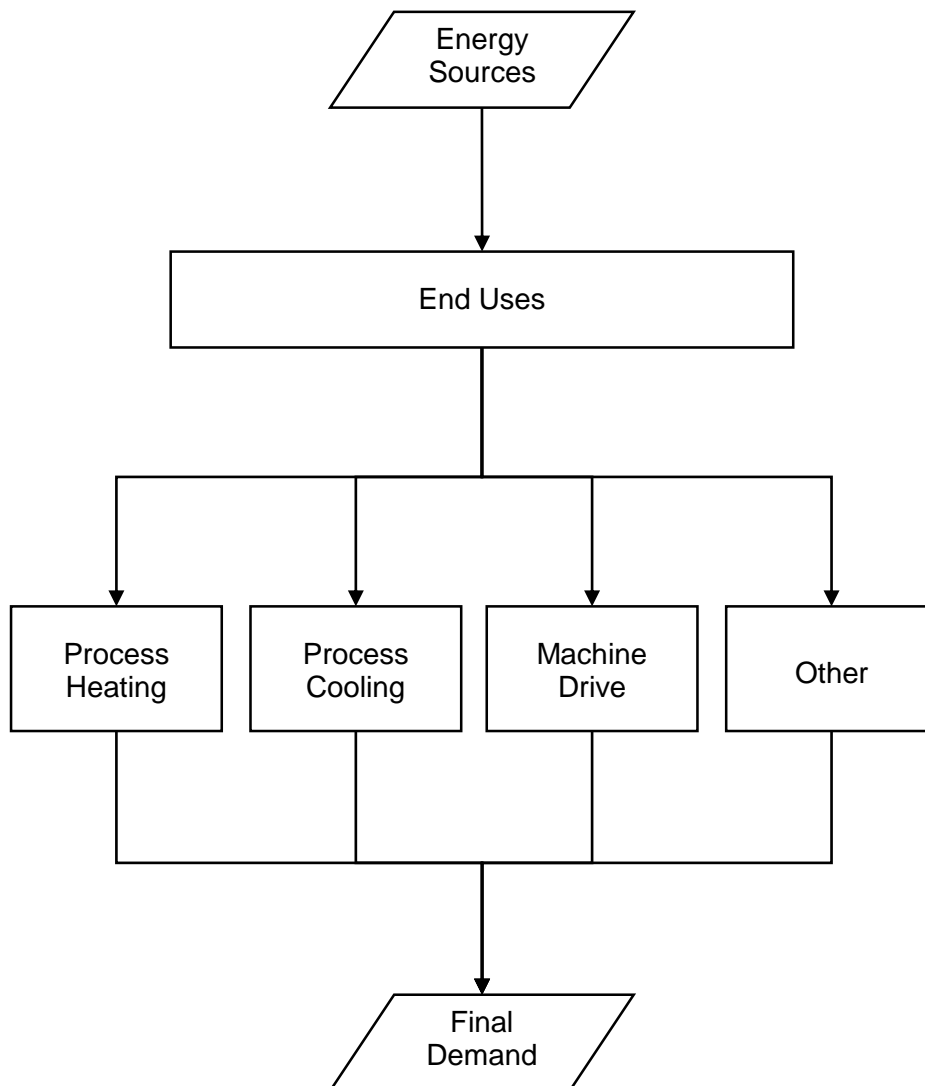 Energy
Sources
End Uses
Process
Heating
Process
Cooling
Machine
Drive
Other
Final
Demand